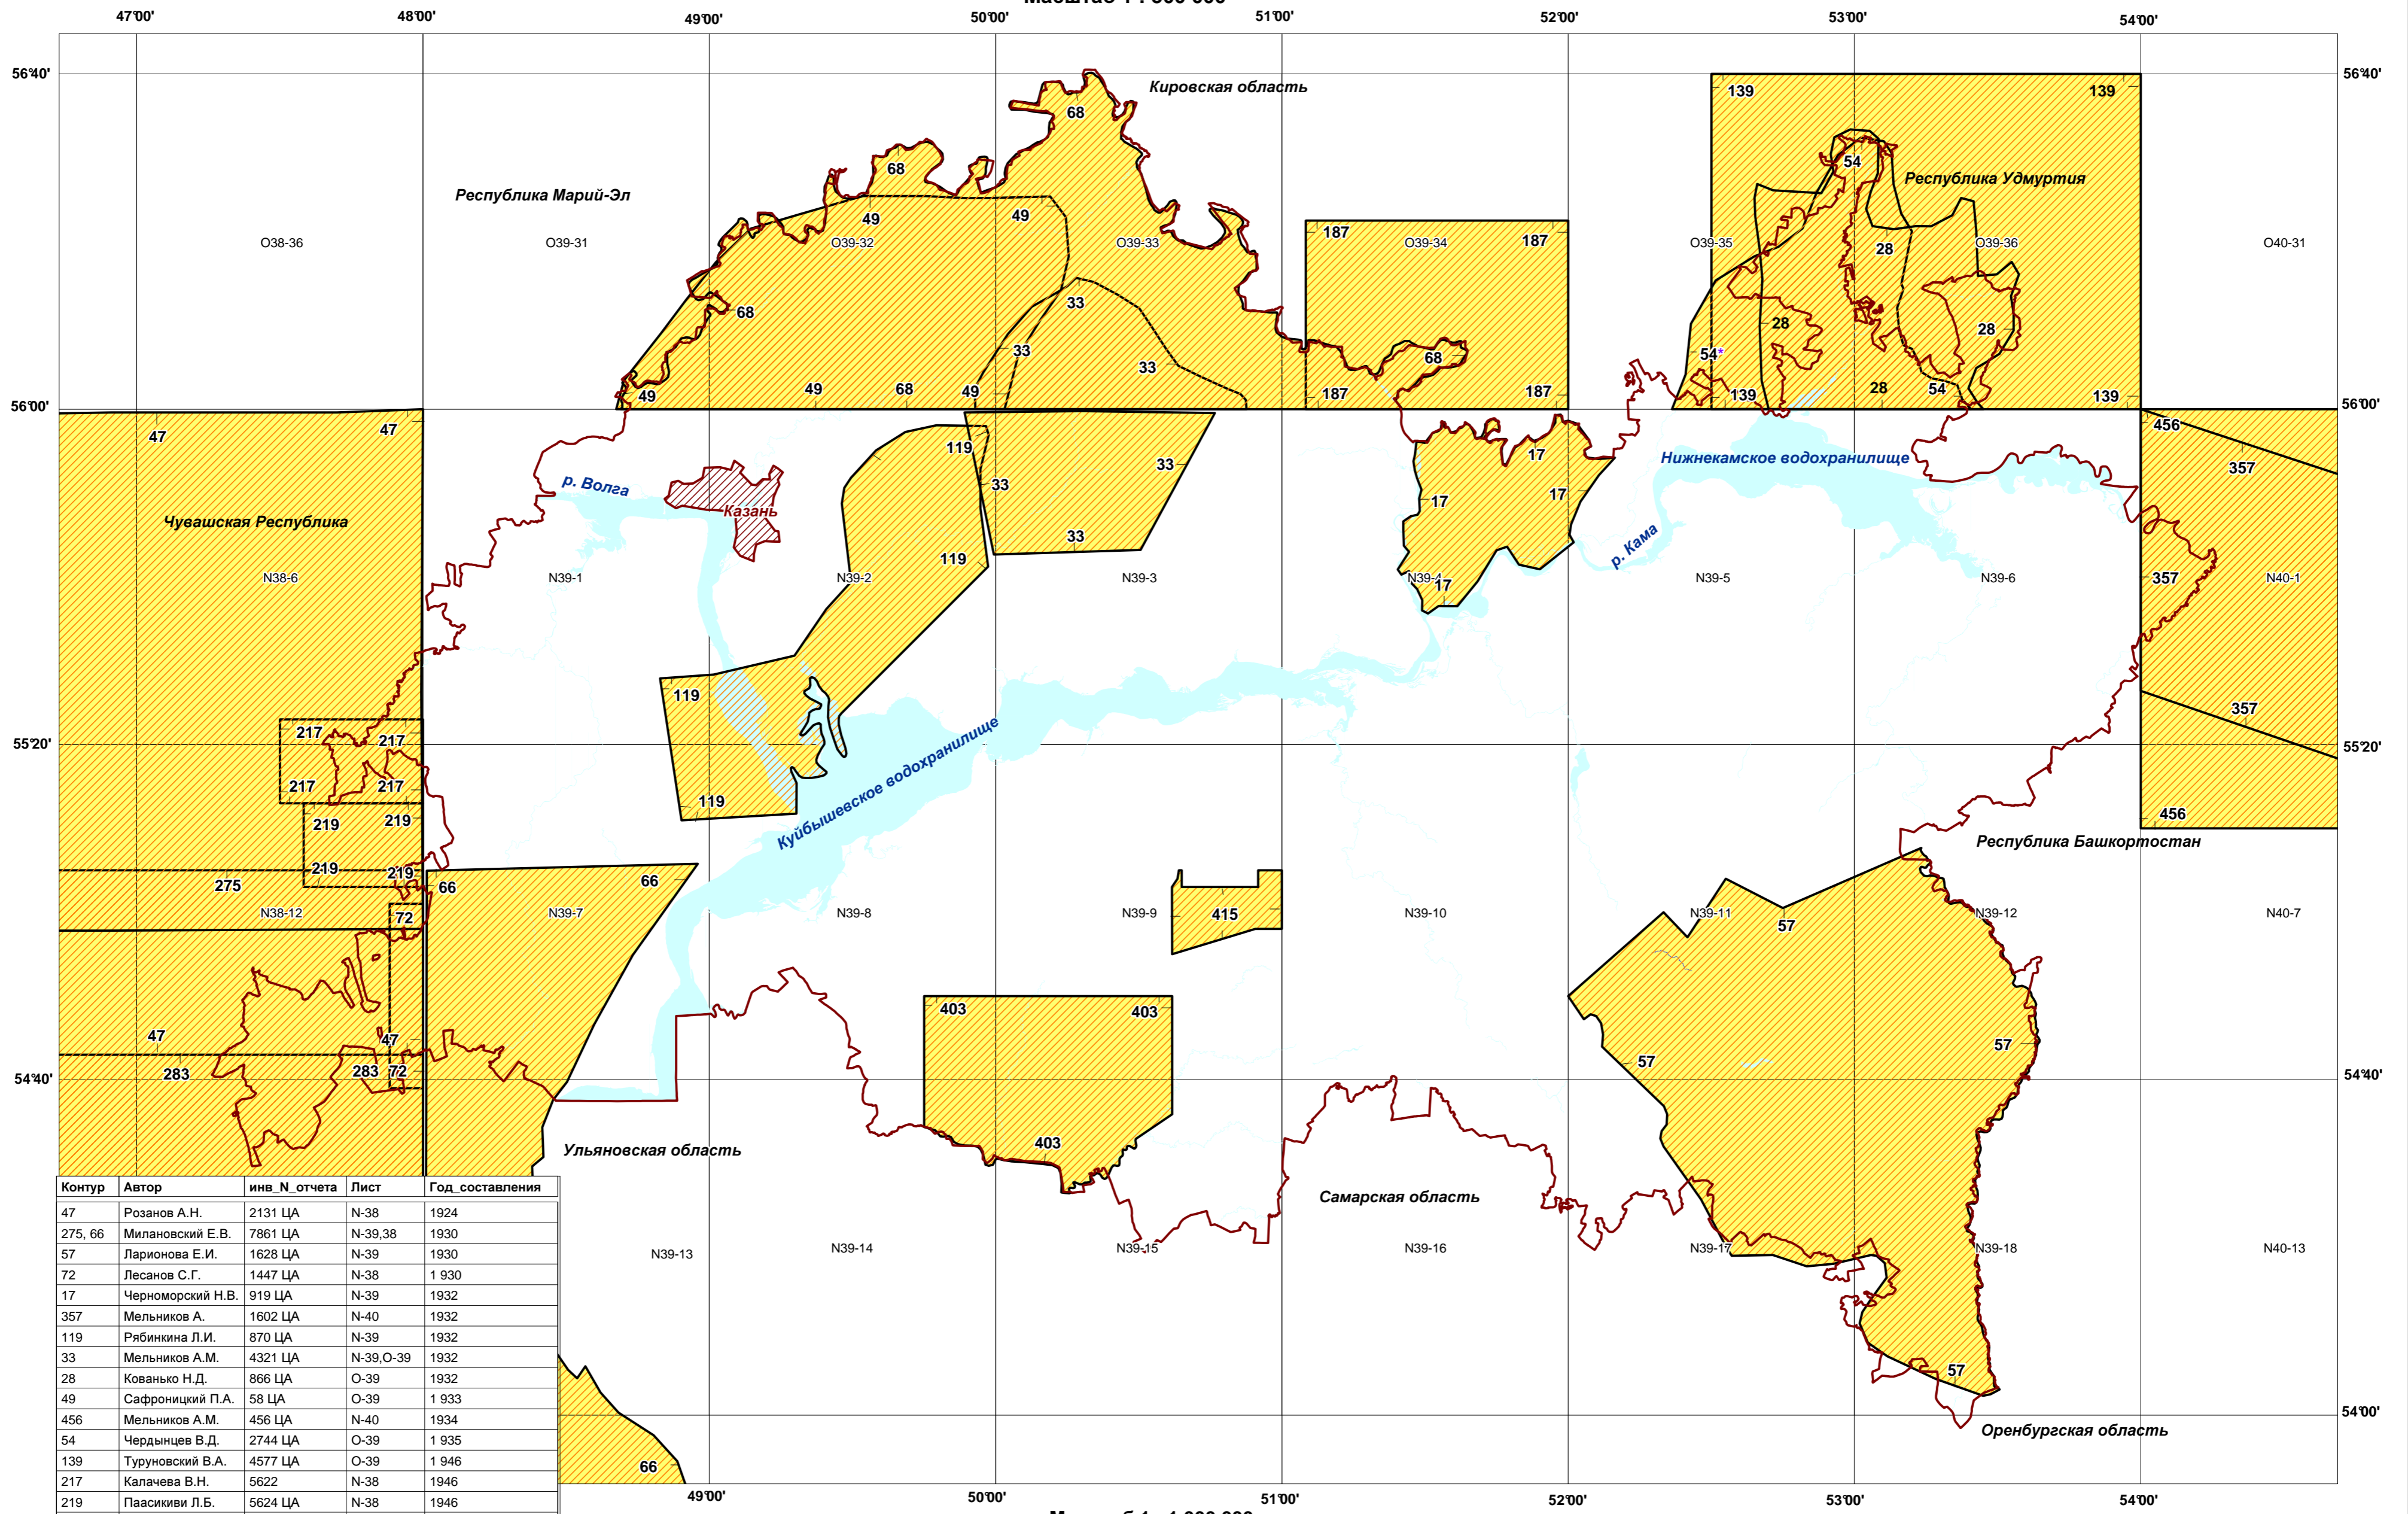 47°00'
48°00'
49°00'
50°00'
51°00'
52°00'
53°00'
54°00'
56°40'
56°40'
Кировская область
68
139
139
68
54
Республика Марий-Эл
Республика Удмуртия
49
49
187
187
28
О38-36
О39-31
О39-32
О39-33
О39-34
О39-35
О39-36
О40-31
33
68
28
28
33
54*
68
33
49
49
68
49
187
187
139
28
54
139
56°00'
56°00'
47
47
456
119
33
17
Нижнекамское водохранилище
357
р. Волга
33
17
17
Казань
Чувашская Республика
33
р. Кама
119
N38-6
N39-1
N39-2
N39-3
N39-4
N39-5
N39-6
357
N40-1
17
119
357
217
217
Куйбышевское водохранилище
55°20'
55°20'
217
217
119
456
219
219
Республика Башкортостан
219
219
275
66
66
N38-12
72
N39-7
N39-8
N39-9
415
N39-10
N39-11
N39-12
N40-7
57
403
403
47
47
57
57
283
283
72
54°40'
54°40'
403
Ульяновская область
Самарская область
N39-13
N39-14
N39-15
N39-16
N39-17
N39-18
N40-13
57
54°00'
Оренбургская область
66
Контур Автор инв_N_отчета Лист Год_составления
47 Розанов А.Н. 2131 ЦА N-38 1924
275, 66 Милановский Е.В. 7861 ЦА N-39,38 1930
57 Ларионова Е.И. 1628 ЦА N-39 1930
72 Лесанов С.Г. 1447 ЦА N-38 1 930
17 Черноморский Н.В. 919 ЦА N-39 1932
357 Мельников А. 1602 ЦА N-40 1932
119 Рябинкина Л.И. 870 ЦА N-39 1932
33 Мельников А.М. 4321 ЦА N-39,О-39 1932
28 Кованько Н.Д. 866 ЦА О-39 1932
49 Сафроницкий П.А. 58 ЦА О-39 1 933
456 Мельников А.М. 456 ЦА N-40 1934
54 Чердынцев В.Д. 2744 ЦА О-39 1 935
139 Туруновский В.А. 4577 ЦА О-39 1 946
217 Калачева В.Н. 5622 N-38 1946
219 Паасикиви Л.Б. 5624 ЦА N-38 1946
49°00'
50°00'
51°00'
52°00'
53°00'
54°00'